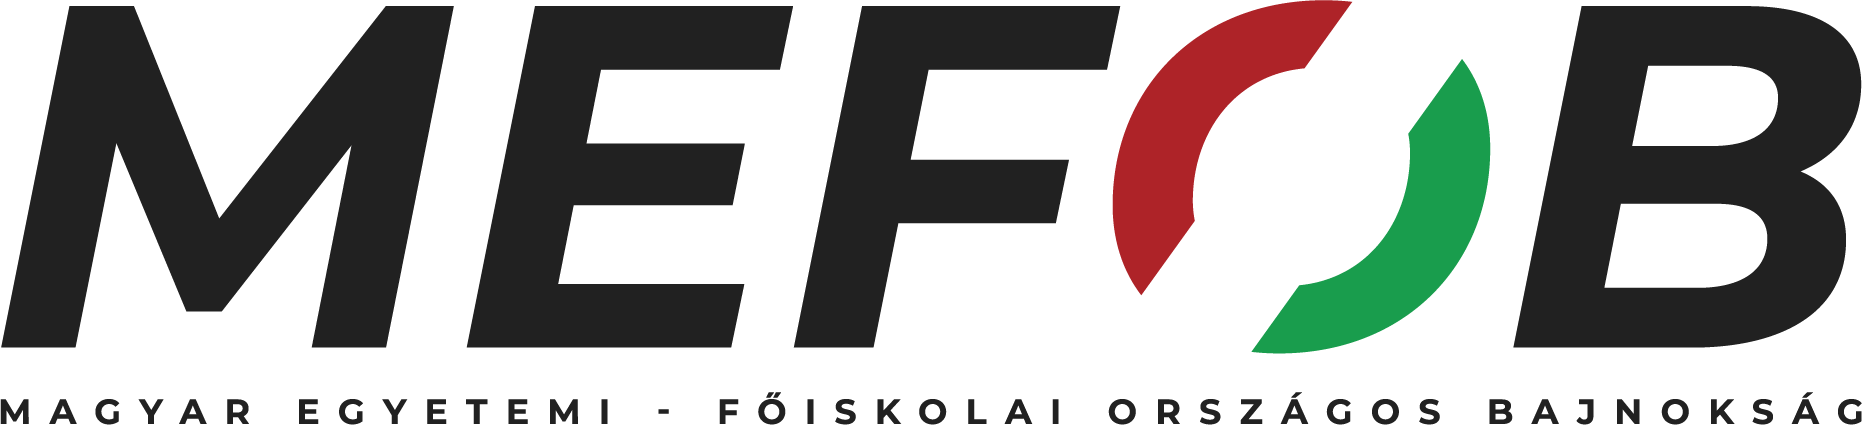 MEFOB
MAGYAR EGYETEMI - FŐISKOLAI ORSZÁGOS BAJNOKSÁG